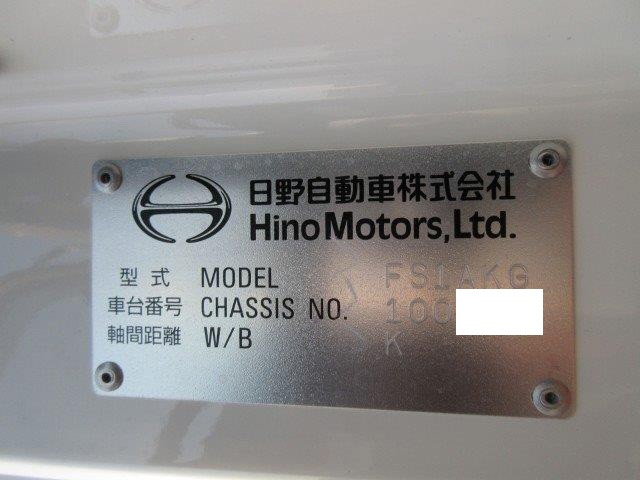 日野自動車株式会社
Hino Motors, Ltd.
型式 MODEL FS1AKG
車台番号 CHASSIS NO. 100
軸間距離 W/B K